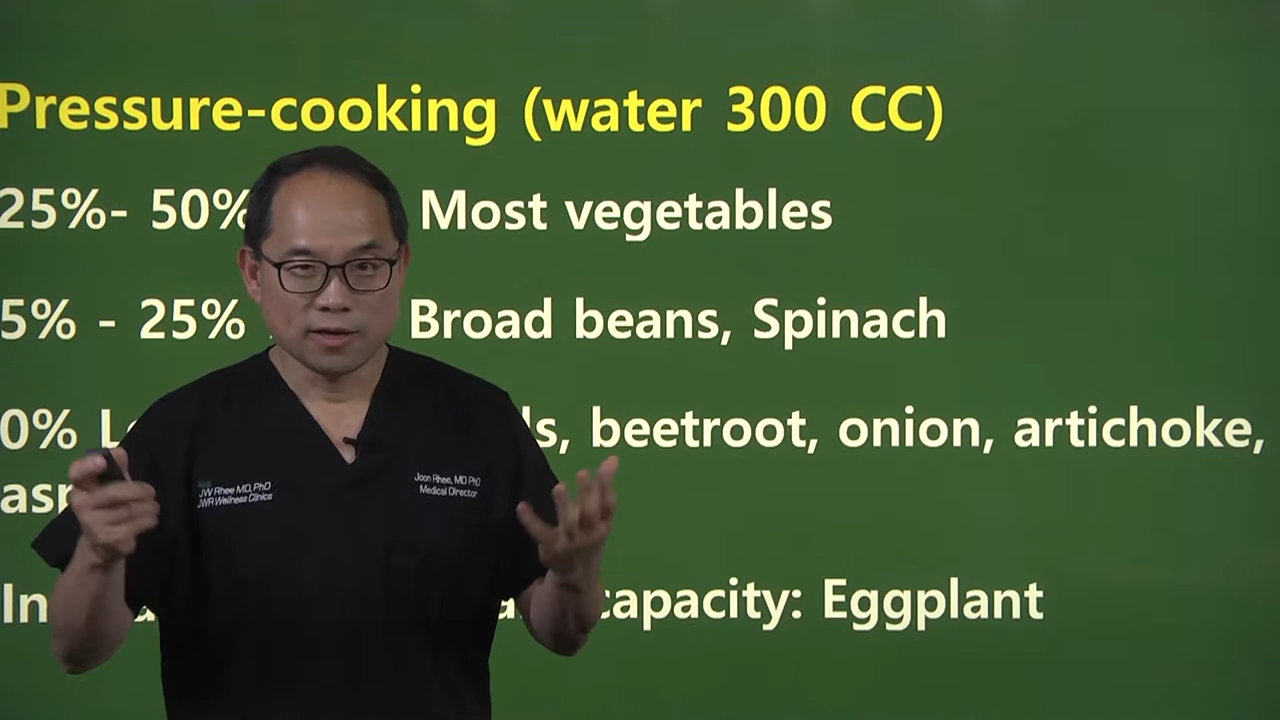 Pressure-cooking (water 300 CC)
25%- 50% Most vegetables
5% - 25% Broad beans, Spinach
0% beetroot, onion, artichoke,
capacity: Eggplant
JW Rhee MD, PhD
JWR Wellness Clinics
Joon Rhee, MD PhD
Medical Director